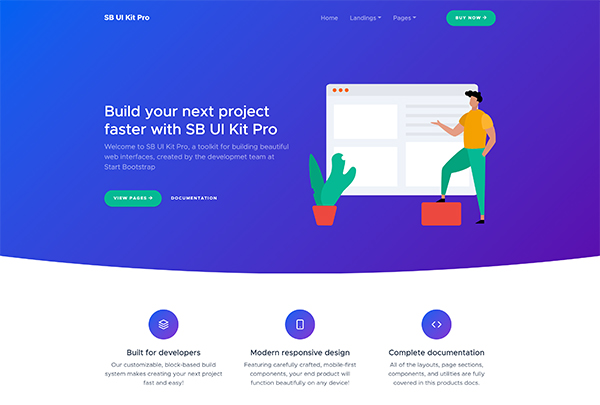 SB UI Kit Pro
Home Landings Pages BUY NOW →
Build your next project
faster with SB UI Kit Pro
Welcome to SB UI Kit Pro, a toolkit for building beautiful
web interfaces, created by the developmet team at
Start Bootstrap
VIEW PAGES → DOCUMENTATION
Built for developers
Our customizable, block-based build
system makes creating your next project
fast and easy!
Modern responsive design
Featuring carefully crafted, mobile-first
components, your end product will
function beautifully on any device!
Complete documentation
All of the layouts, page sections,
components, and utilities are fully
covered in this products docs.